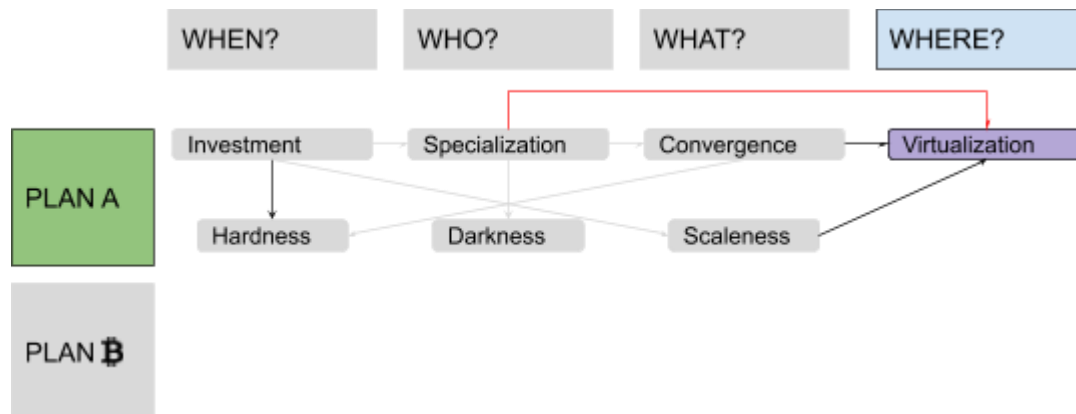 WHEN?
WHO?
WHAT?
WHERE?
PLAN A
Investment
Specialization
Convergence
Virtualization
Hardness
Darkness
Scaleness
PLAN ₿